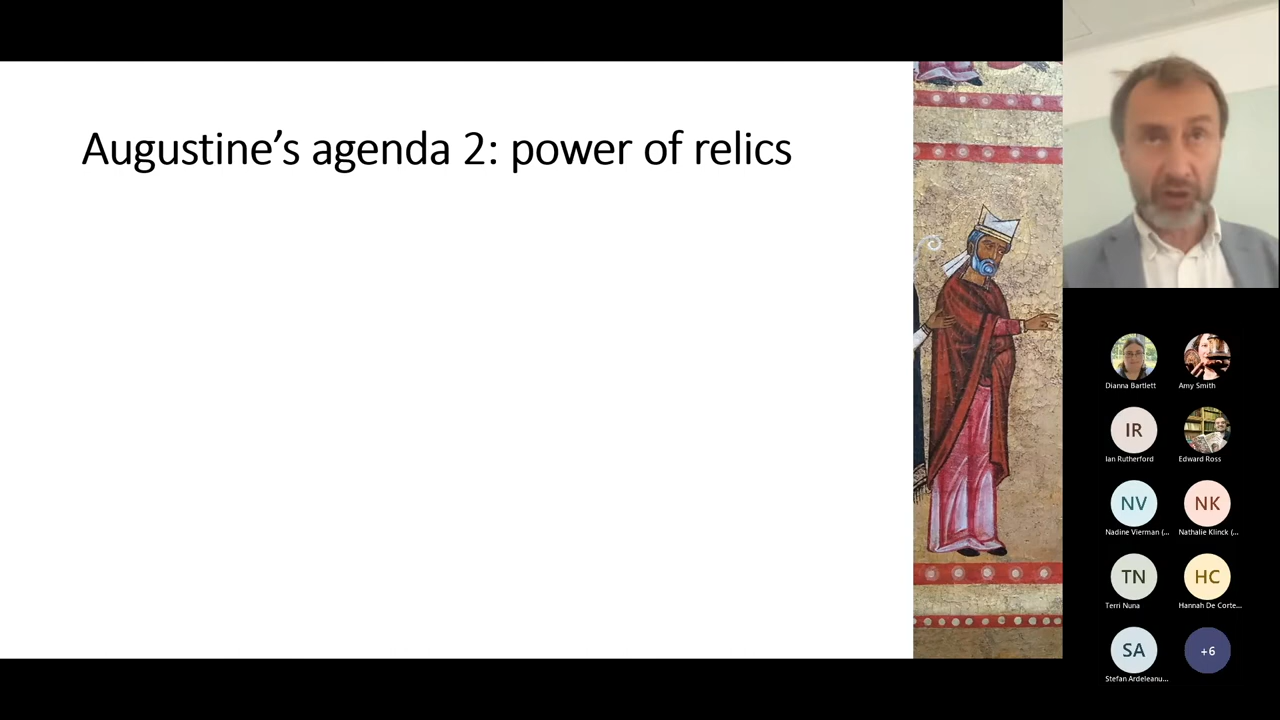 Augustine’s agenda 2: power of relics
Dianna Bartlett
Amy Smith
IR
Ian Rutherford
Edward Ross
NV
NK
Nadine Vierman (...
Nathalie Klinck (...
TN
HC
Terri Nuna
Hannah De Corte...
SA
+6
Stefan Ardeleanu...